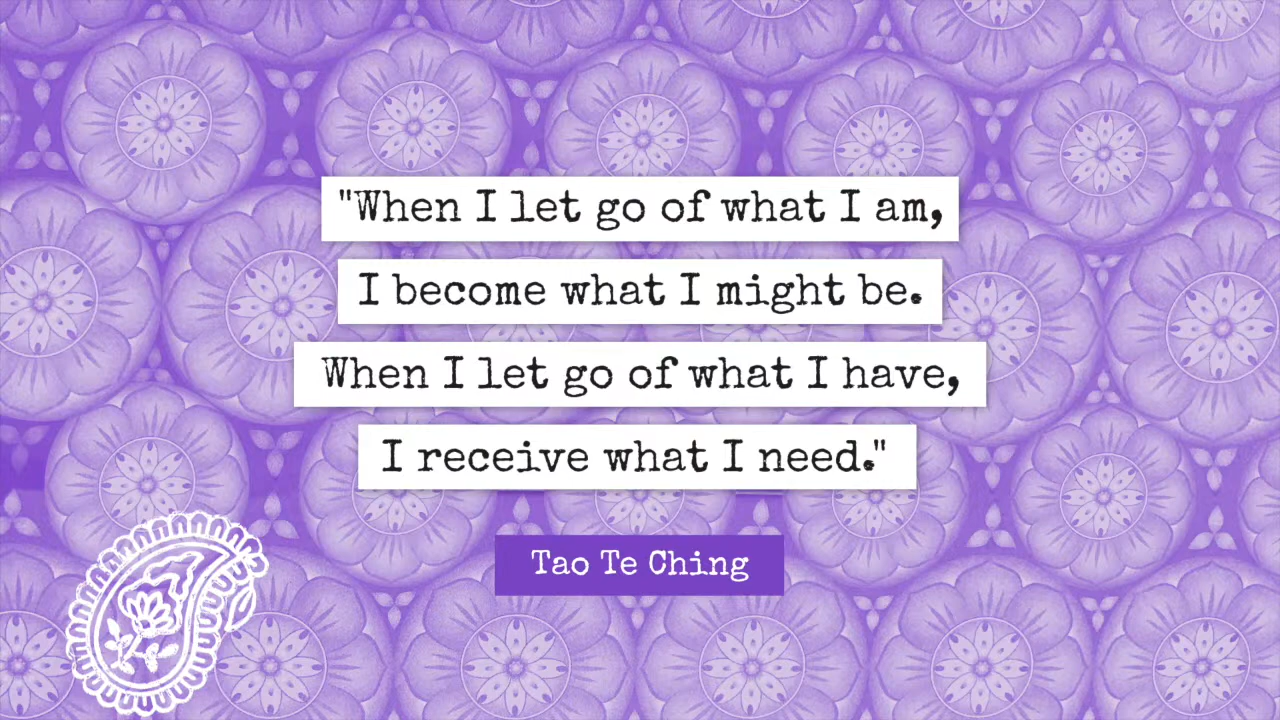 "When I let go of what I am,
I become what I might be.
When I let go of what I have,
I receive what I need."
Tao Te Ching